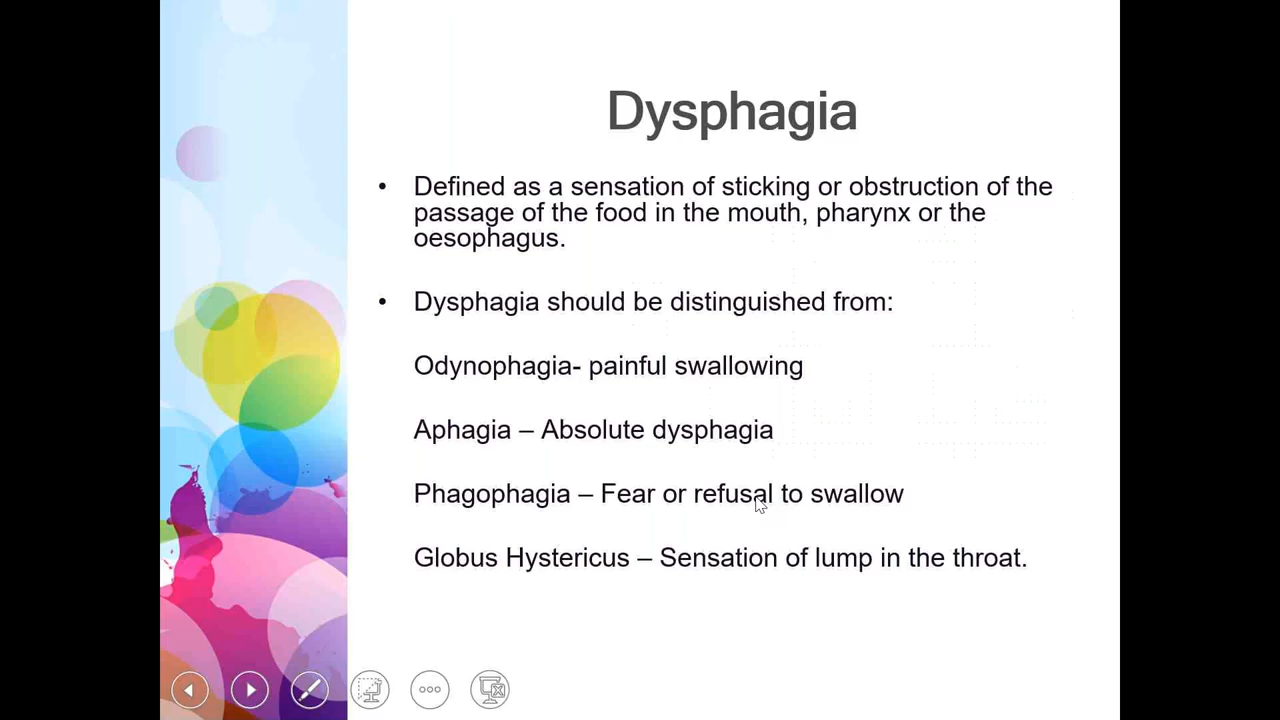 Dysphagia
• Defined as a sensation of sticking or obstruction of the
passage of the food in the mouth, pharynx or the
oesophagus.
• Dysphagia should be distinguished from:
Odynophagia- painful swallowing
Aphagia – Absolute dysphagia
Phagophagia – Fear or refusal to swallow
Globus Hystericus – Sensation of lump in the throat.